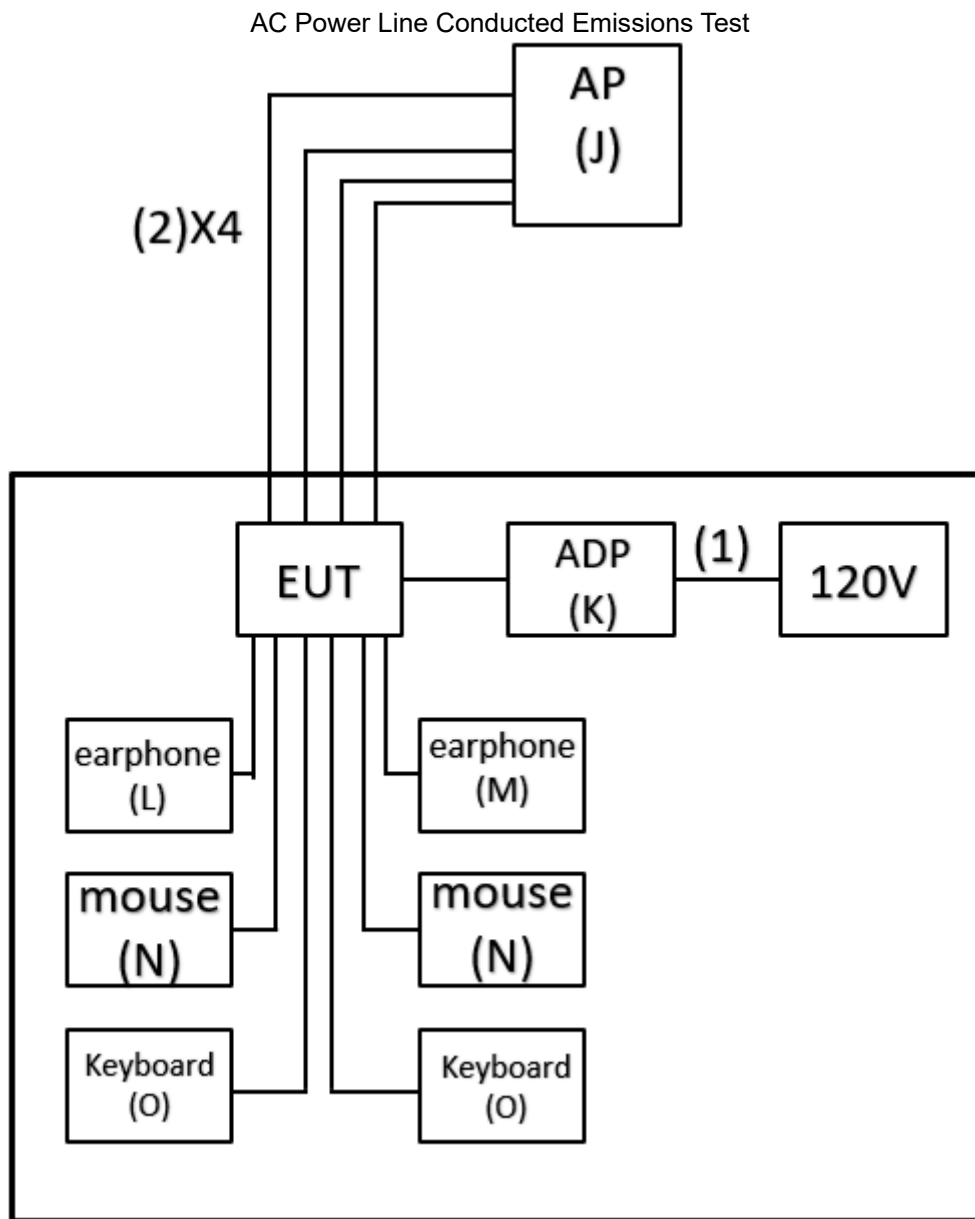 AC Power Line Conducted Emissions Test
AP
(J)
(2)X4
EUT
ADP
(K)
(1)
120V
earphone
(L)
earphone
(M)
mouse
(N)
mouse
(N)
Keyboard
(O)
Keyboard
(O)